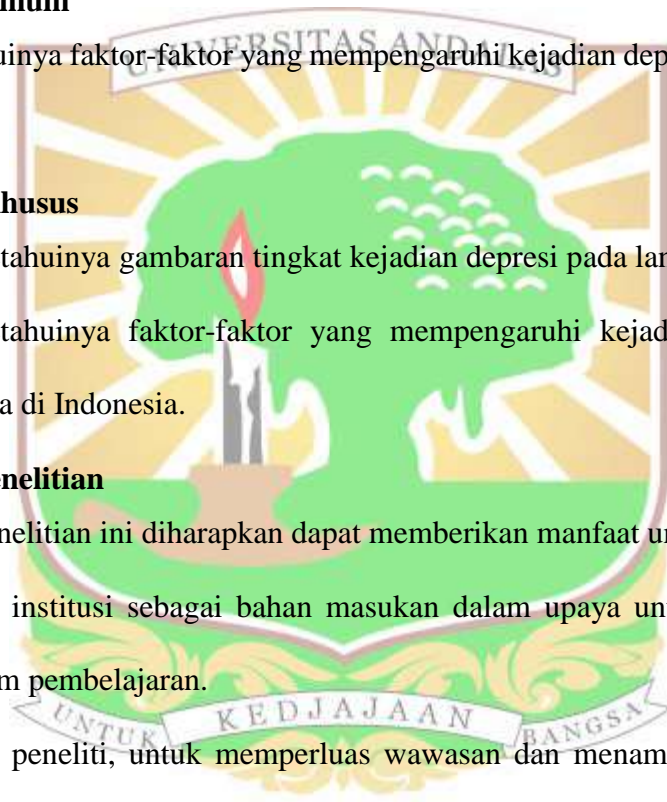 UNIVERSITAS ANDALAS
uinya faktor-faktor yang mempengaruhi kejadian dep
husus
tahuinya gambaran tingkat kejadian depresi pada lan
tahuinya faktor-faktor yang mempengaruhi kejad
a di Indonesia.
enelitian
nelitian ini diharapkan dapat memberikan manfaat un
institusi sebagai bahan masukan dalam upaya un
m pembelajaran.
UNTUK KEDJAJAAN BANGSA
peneliti, untuk memperluas wawasan dan menam